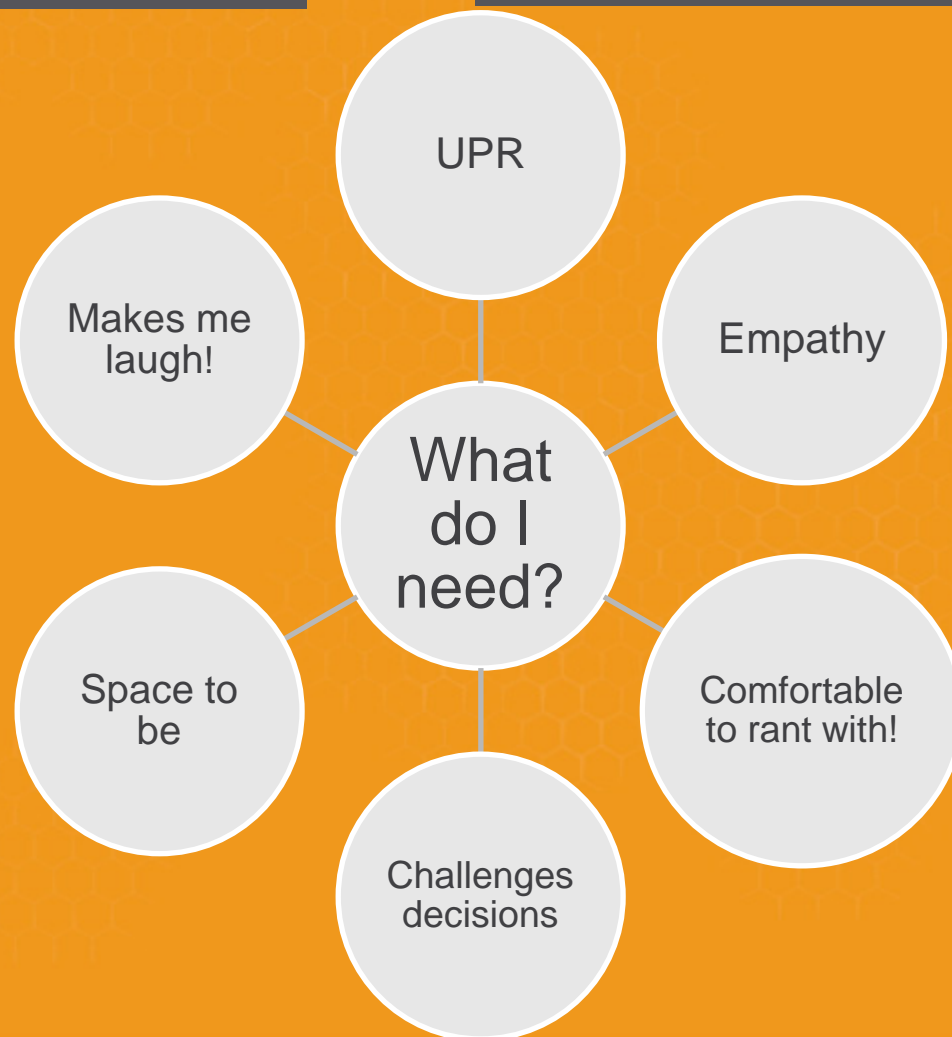 UPR
Makes me
laugh!
Empathy
What
do I
need?
Space to
be
Comfortable
to rant with!
Challenges
decisions